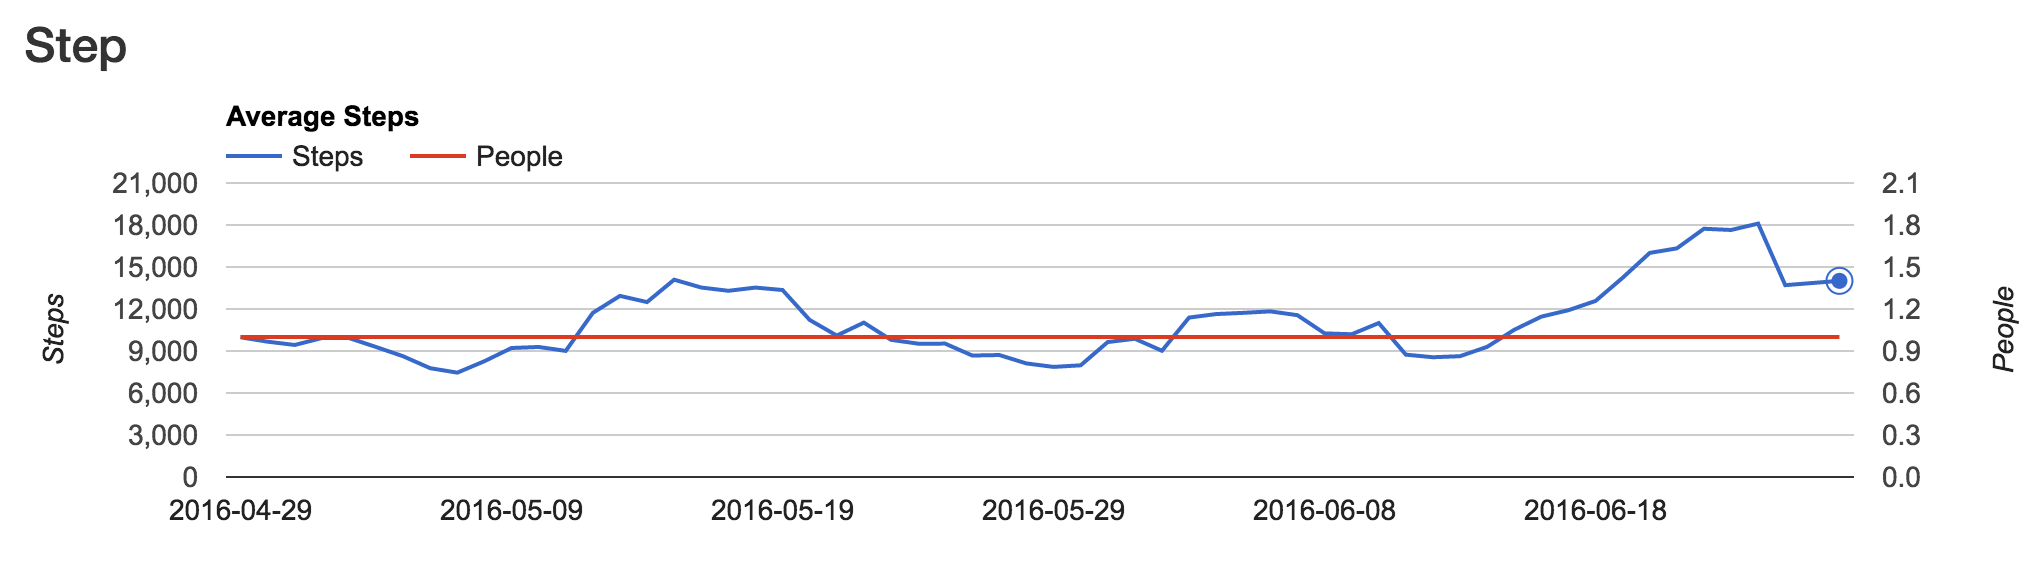 Step
Average Steps
Steps People
21,000 2.1
18,000 1.8
15,000 1.5
12,000 1.2
9,000 0.9
6,000 0.6
3,000 0.3
0 0.0
Steps
People
2016-04-29 2016-05-09 2016-05-19 2016-05-29 2016-06-08 2016-06-18